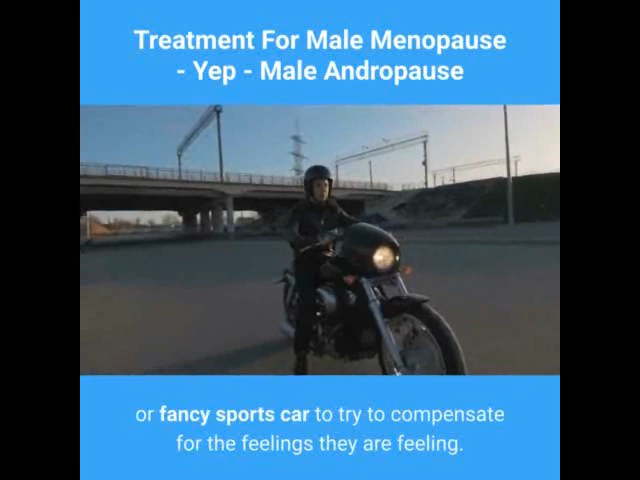 Treatment For Male Menopause
- Yep - Male Andropause
or fancy sports car to try to compensate
for the feelings they are feeling.